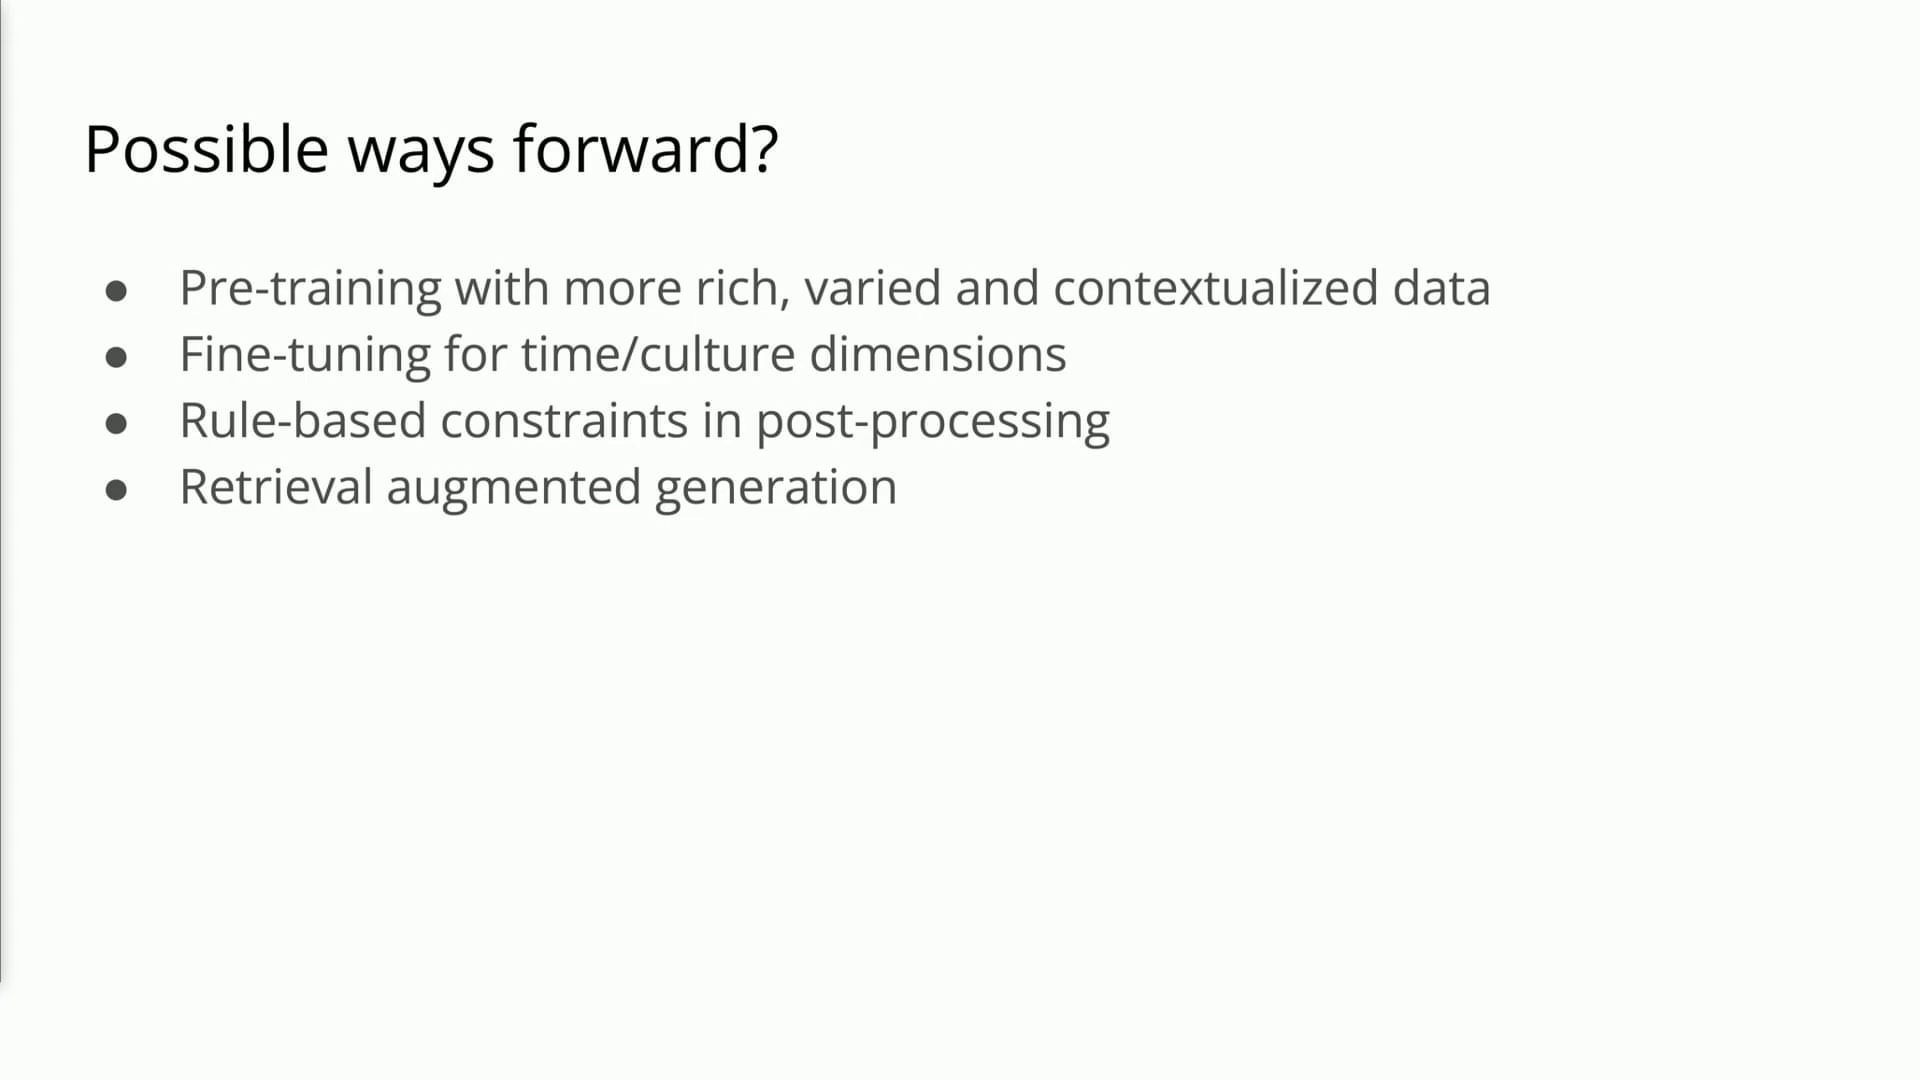 Possible ways forward?
● Pre-training with more rich, varied and contextualized data
● Fine-tuning for time/culture dimensions
● Rule-based constraints in post-processing
● Retrieval augmented generation